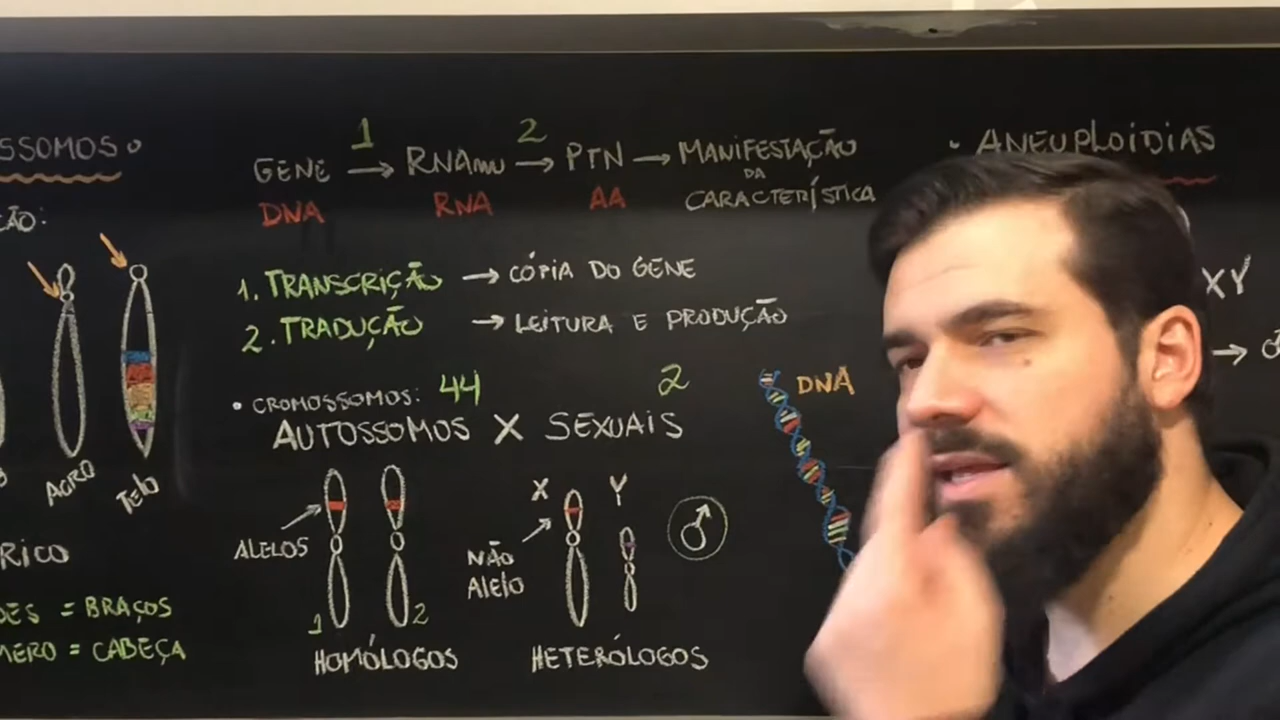 SSOMOS
ÇÃO:
ACRO
TELO
RICO
DES = BRAÇOS
MERO = CABEÇA
1 2
GENE → RNAm → PTN → MANIFESTAÇÃO
DA
CARACTERÍSTICA
DNA RNA AA
1. TRANSCRIÇÃO → CÓPIA DO GENE
2. TRADUÇÃO → LEITURA E PRODUÇÃO
• CROMOSSOMOS: 44 2
AUTOSSOMOS X SEXUAIS
ALELOS
1 2
HOMÓLOGOS
X Y
NÃO
ALELO
♂
HETERÓLOGOS
DNA
• ANEUPLOIDIAS
XY
→